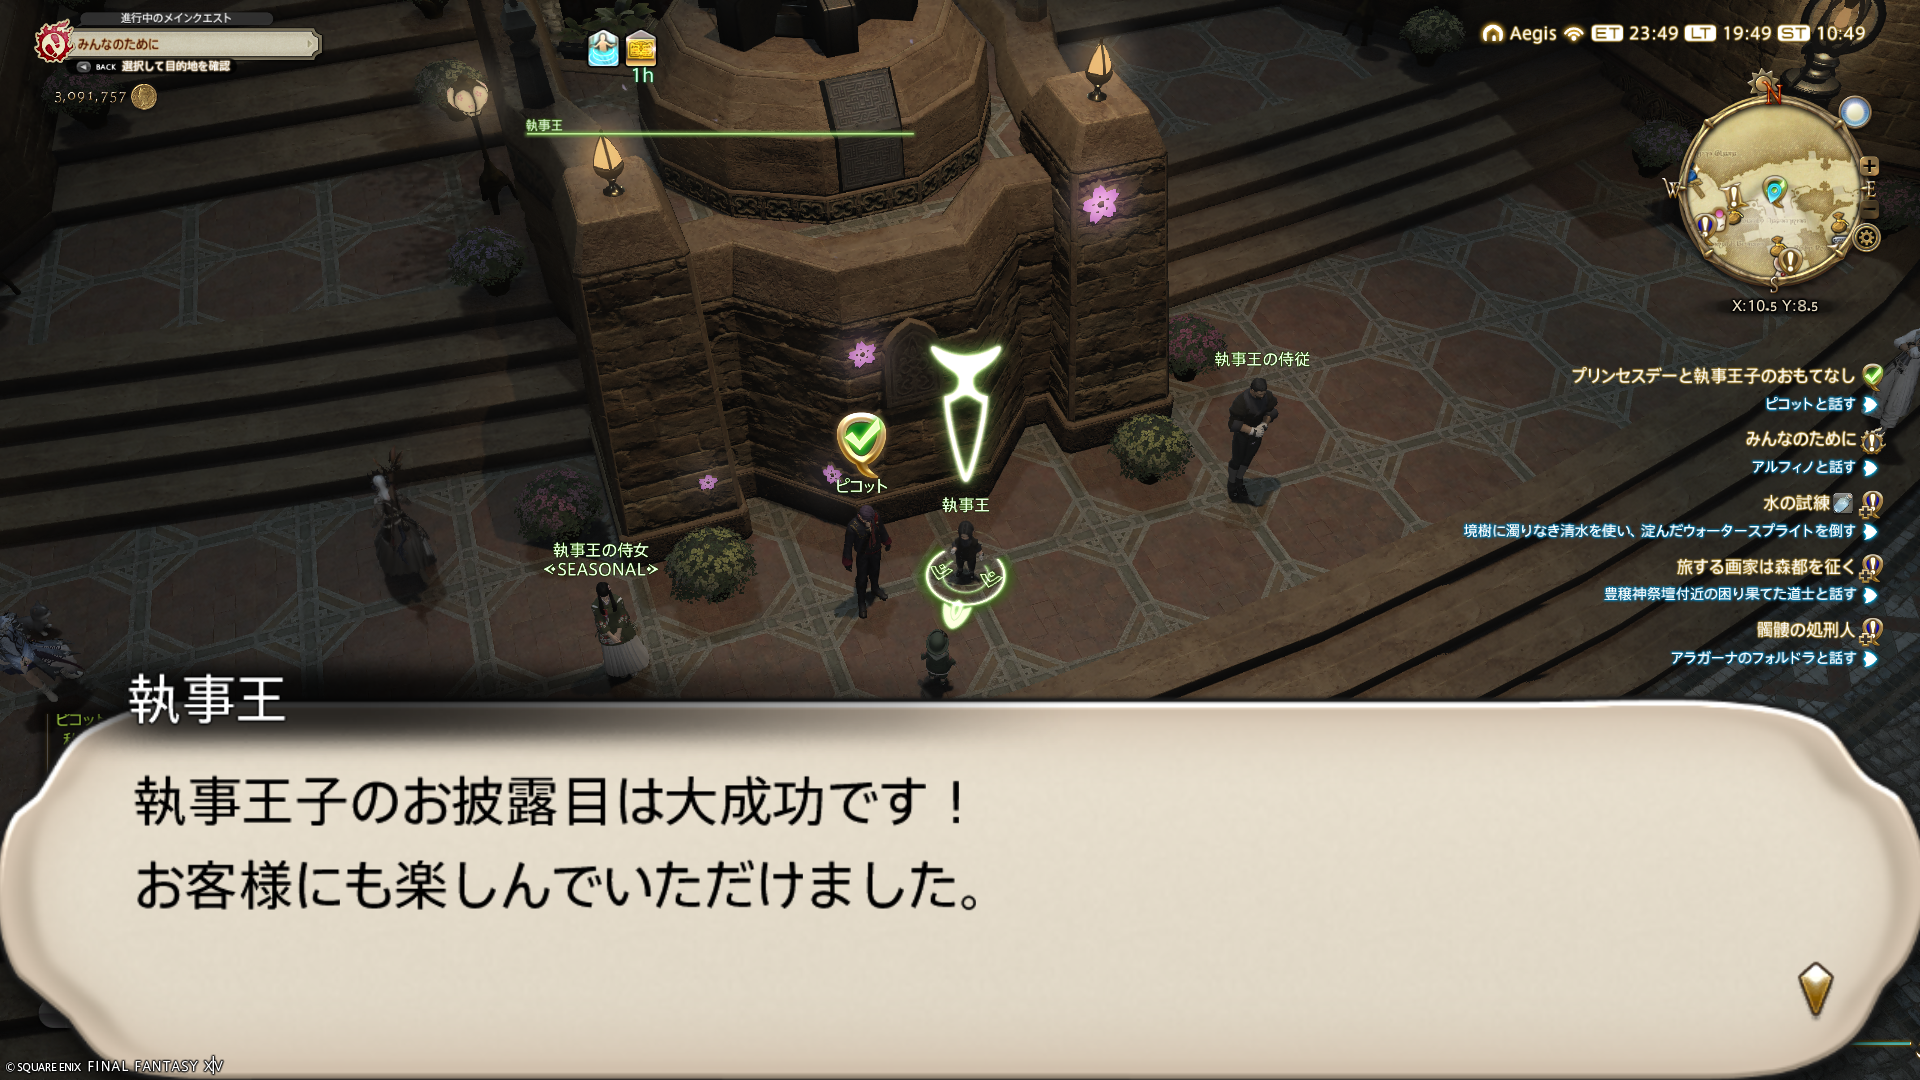 進行中のメインクエスト
みんなのために
BACK 選択して目的地を確認
3,091,757
1h
執事王
Aegis ET 23:49 LT 19:49 ST 10:49
N
W
E
S
X:10.5 Y:8.5
プリンセスデーと執事王子のおもてなし
ピコットと話す
みんなのために
アルフィノと話す
水の試練
境樹に濁りなき清水を使い、淀んだウォータースプライトを倒す
旅する画家は森都を征く
豊穣神祭壇付近の困り果てた道士と話す
髑髏の処刑人
アラガーナのフォルドラと話す
執事王の侍従
ピコット
執事王
執事王の侍女
<SEASONAL>
ピコット
執事王
執事王子のお披露目は大成功です！
お客様にも楽しんでいただけました。
© SQUARE ENIX FINAL FANTASY XIV